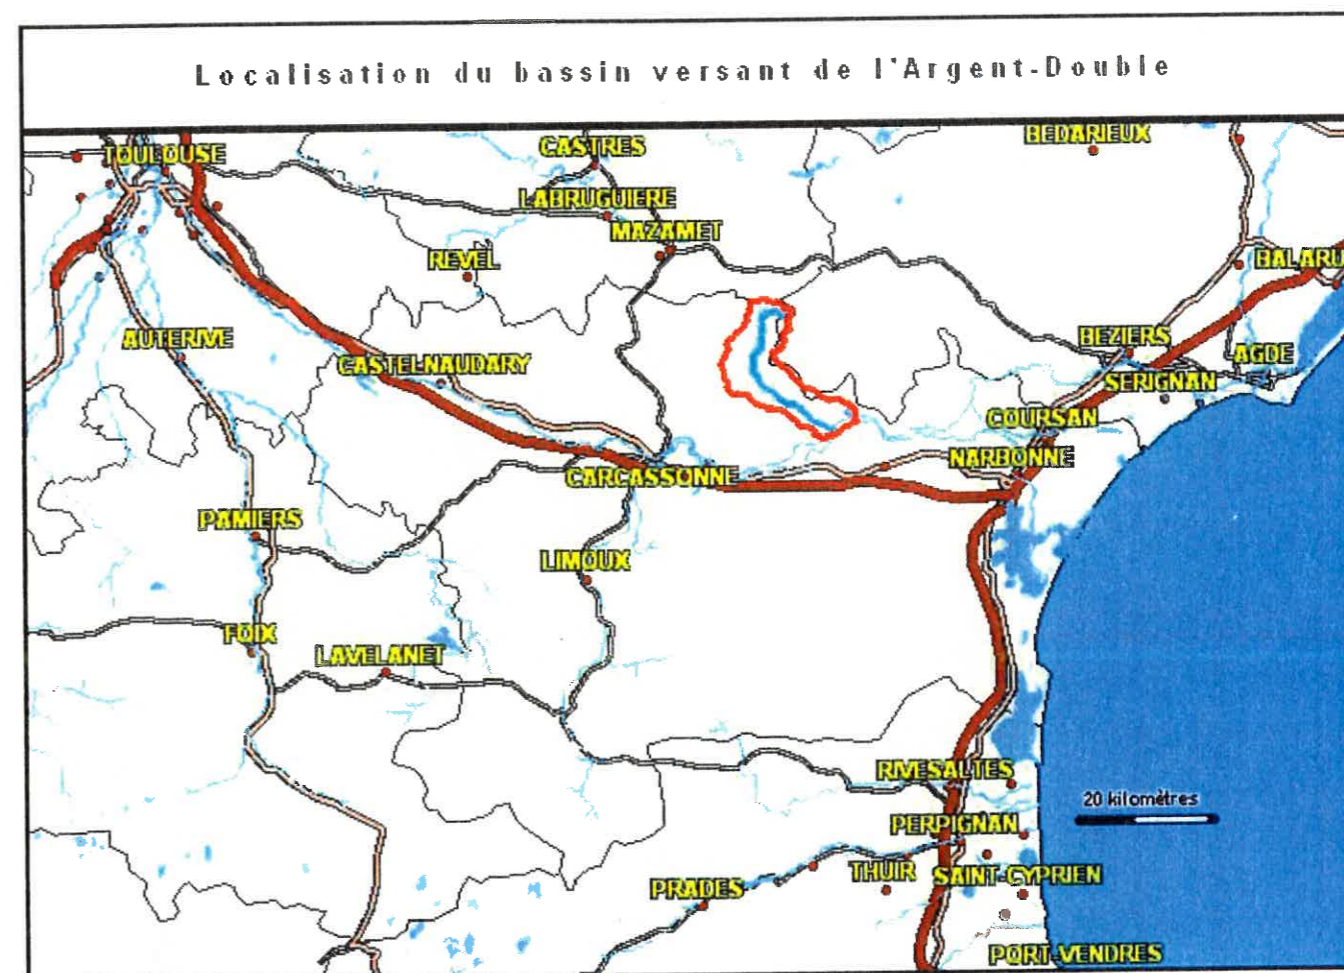 Localisation du bassin versant de l'Argent-Double
BEDARIEUX
TOULOUSE
CASTRES
LABRUGUIERE
MAZAMET
REVEL
BALARU
AUTERIVE
CASTELNAUDARY
BEZIERS
AGDE
SERIGNAN
COURSAN
NARBONNE
CARCASSONNE
PAMIERS
LIMOUX
FOIX
LAVELANET
RIVESALTES
20 kilomètres
PERPIGNAN
THUIR
SAINT-CYPRIEN
PRADES
PORT-VENDRES